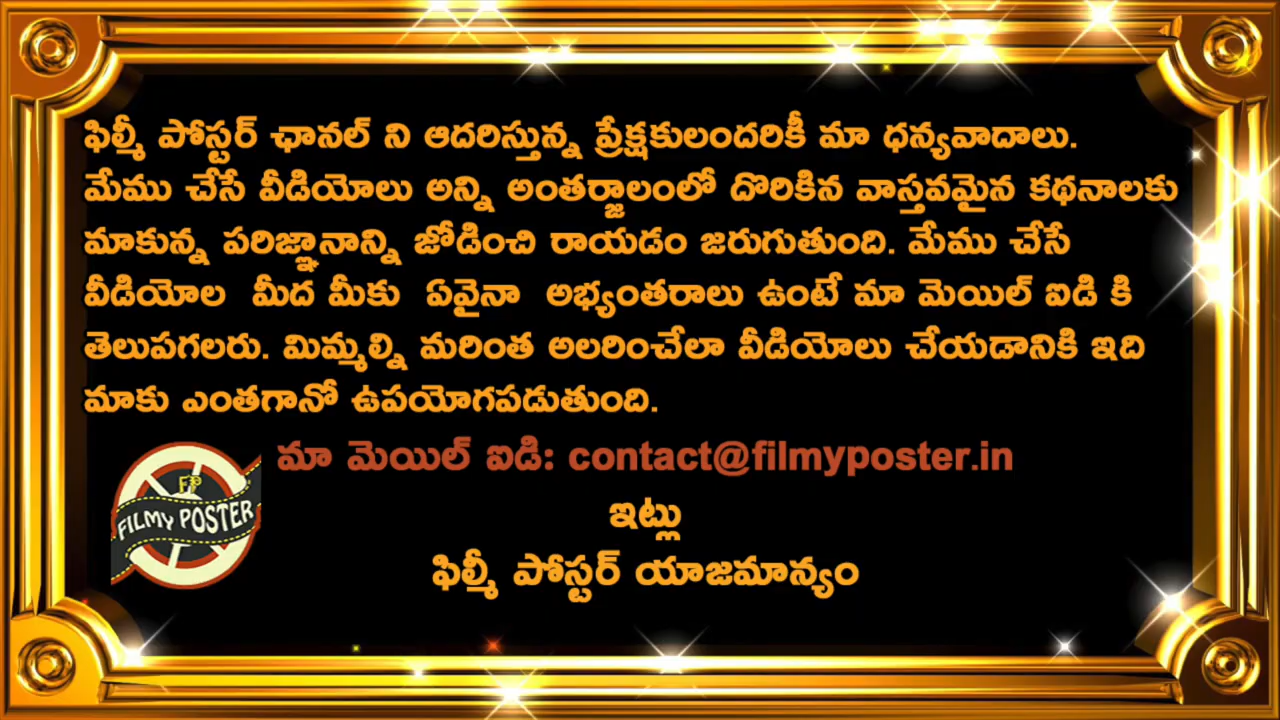 ఫిల్మీ పోస్టర్ ఛానల్ ని ఆదరిస్తున్న ప్రేక్షకులందరికీ మా ధన్యవాదాలు.
మేము చేసే వీడియోలు అన్ని అంతర్జాలంలో దొరికిన వాస్తవమైన కథనాలకు
మాకున్న పరిజ్ఞానాన్ని జోడించి రాయడం జరుగుతుంది. మేము చేసే
వీడియోల మీద మీకు ఏవైనా అభ్యంతరాలు ఉంటే మా మెయిల్ ఐడి కి
తెలుపగలరు. మిమ్మల్ని మరింత అలరించేలా వీడియోలు చేయడానికి ఇది
మాకు ఎంతగానో ఉపయోగపడుతుంది.
మా మెయిల్ ఐడి: contact@filmyposter.in
FP
FILMY POSTER
ఇట్లు
ఫిల్మీ పోస్టర్ యాజమాన్యం